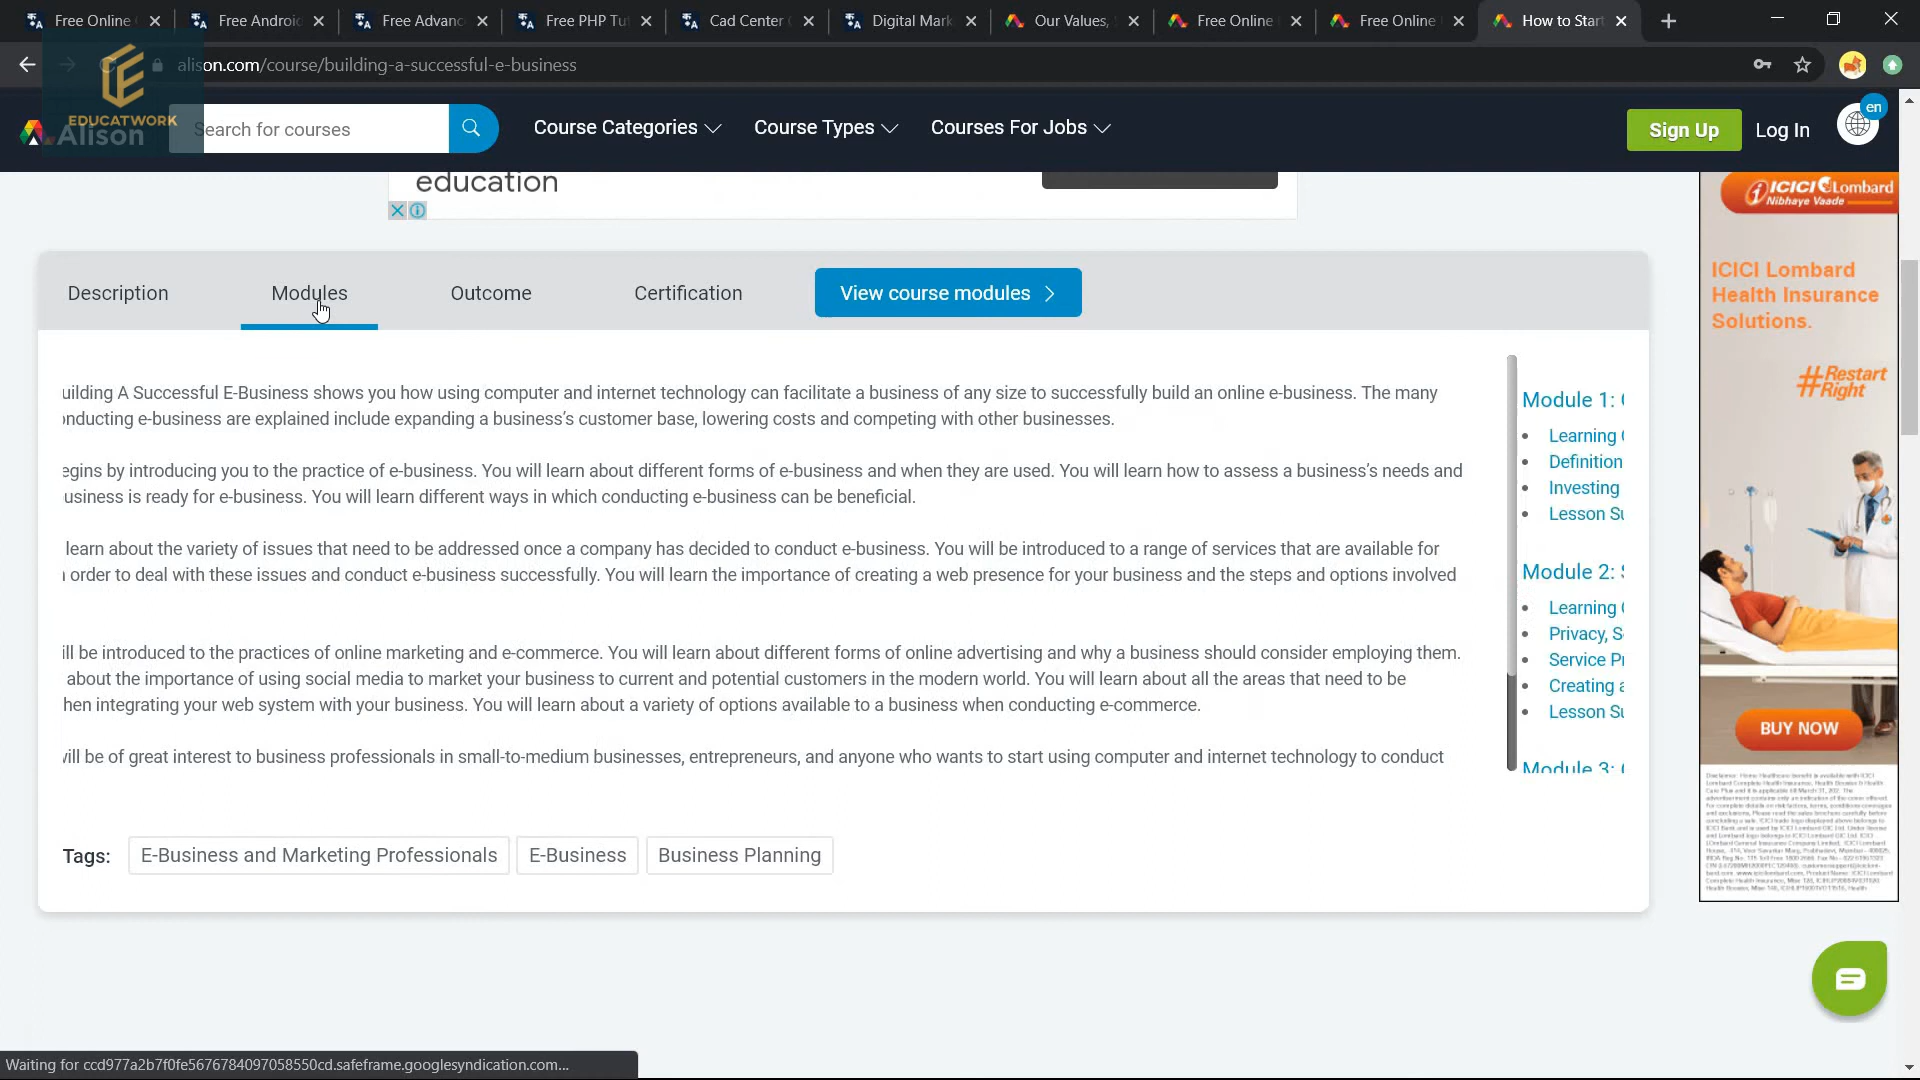 Free Online
Free Androi
Free Advanc
Free PHP Tu
Cad Center
Digital Mark
Our Values,
Free Online
Free Online
How to Star
alison.com/course/building-a-successful-e-business
EDUCATWORK
Alison
Search for courses
Course Categories
Course Types
Courses For Jobs
Sign Up
Log In
en
education
Description
Modules
Outcome
Certification
View course modules
uilding A Successful E-Business shows you how using computer and internet technology can facilitate a business of any size to successfully build an online e-business. The many
onducting e-business are explained include expanding a business's customer base, lowering costs and competing with other businesses.
egins by introducing you to the practice of e-business. You will learn about different forms of e-business and when they are used. You will learn how to assess a business's needs and
usiness is ready for e-business. You will learn different ways in which conducting e-business can be beneficial.
learn about the variety of issues that need to be addressed once a company has decided to conduct e-business. You will be introduced to a range of services that are available for
order to deal with these issues and conduct e-business successfully. You will learn the importance of creating a web presence for your business and the steps and options involved
ill be introduced to the practices of online marketing and e-commerce. You will learn about different forms of online advertising and why a business should consider employing them.
about the importance of using social media to market your business to current and potential customers in the modern world. You will learn about all the areas that need to be
hen integrating your web system with your business. You will learn about a variety of options available to a business when conducting e-commerce.
will be of great interest to business professionals in small-to-medium businesses, entrepreneurs, and anyone who wants to start using computer and internet technology to conduct
Module 1:
Learning
Definition
Investing
Lesson Su
Module 2:
Learning
Privacy, S
Service Pr
Creating a
Lesson Su
Module 3:
Tags:
E-Business and Marketing Professionals
E-Business
Business Planning
ICICI Lombard
Nibhaye Vaade
ICICI Lombard
Health Insurance
Solutions.
#Restart
Right
BUY NOW
Waiting for ccd977a2b7f0fe5676784097058550cd.safeframe.googlesyndication.com...